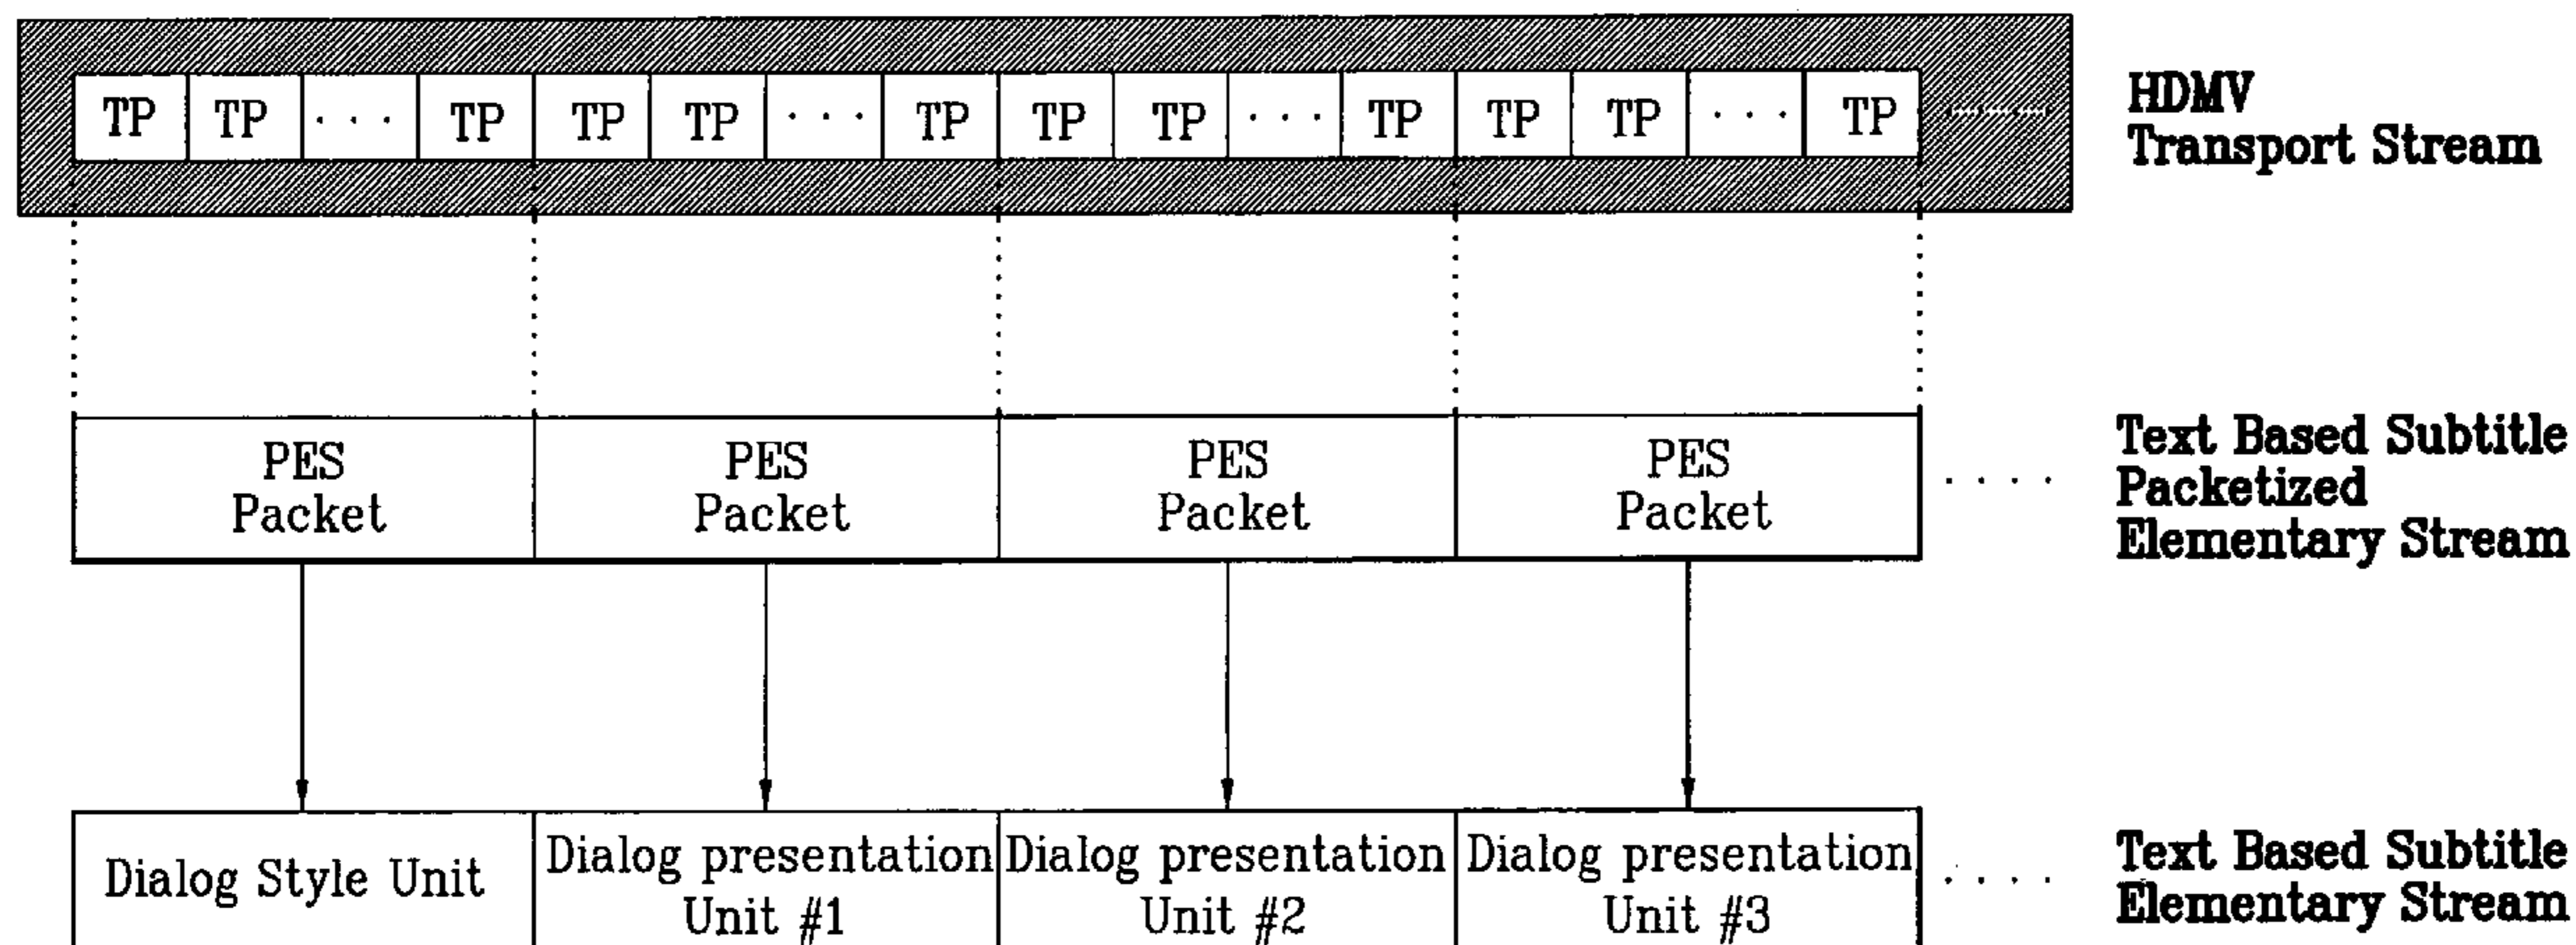 TP TP . . . TP TP TP . . . TP TP TP . . . TP TP TP . . . TP
HDMV
Transport Stream
PES
Packet
PES
Packet
PES
Packet
PES
Packet
. . . .
Text Based Subtitle
Packetized
Elementary Stream
Dialog Style Unit
Dialog presentation
Unit #1
Dialog presentation
Unit #2
Dialog presentation
Unit #3
. . . .
Text Based Subtitle
Elementary Stream